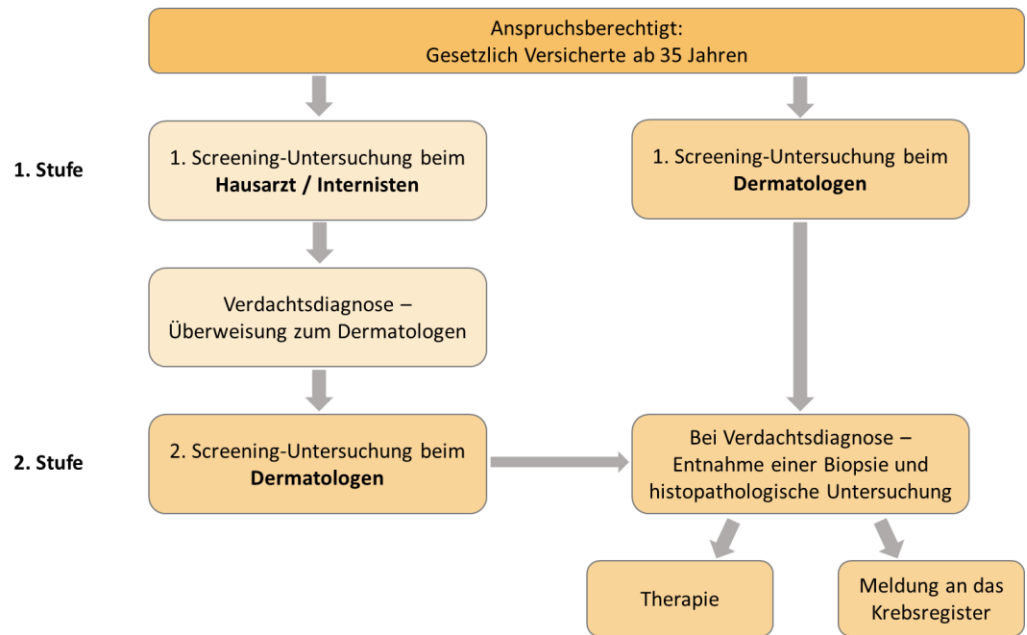 Anspruchsberechtigt:
Gesetzlich Versicherte ab 35 Jahren
1. Stufe
1. Screening-Untersuchung beim
Hausarzt / Internisten
1. Screening-Untersuchung beim
Dermatologen
Verdachtsdiagnose –
Überweisung zum Dermatologen
2. Stufe
2. Screening-Untersuchung beim
Dermatologen
Bei Verdachtsdiagnose –
Entnahme einer Biopsie und
histopathologische Untersuchung
Therapie
Meldung an das
Krebsregister